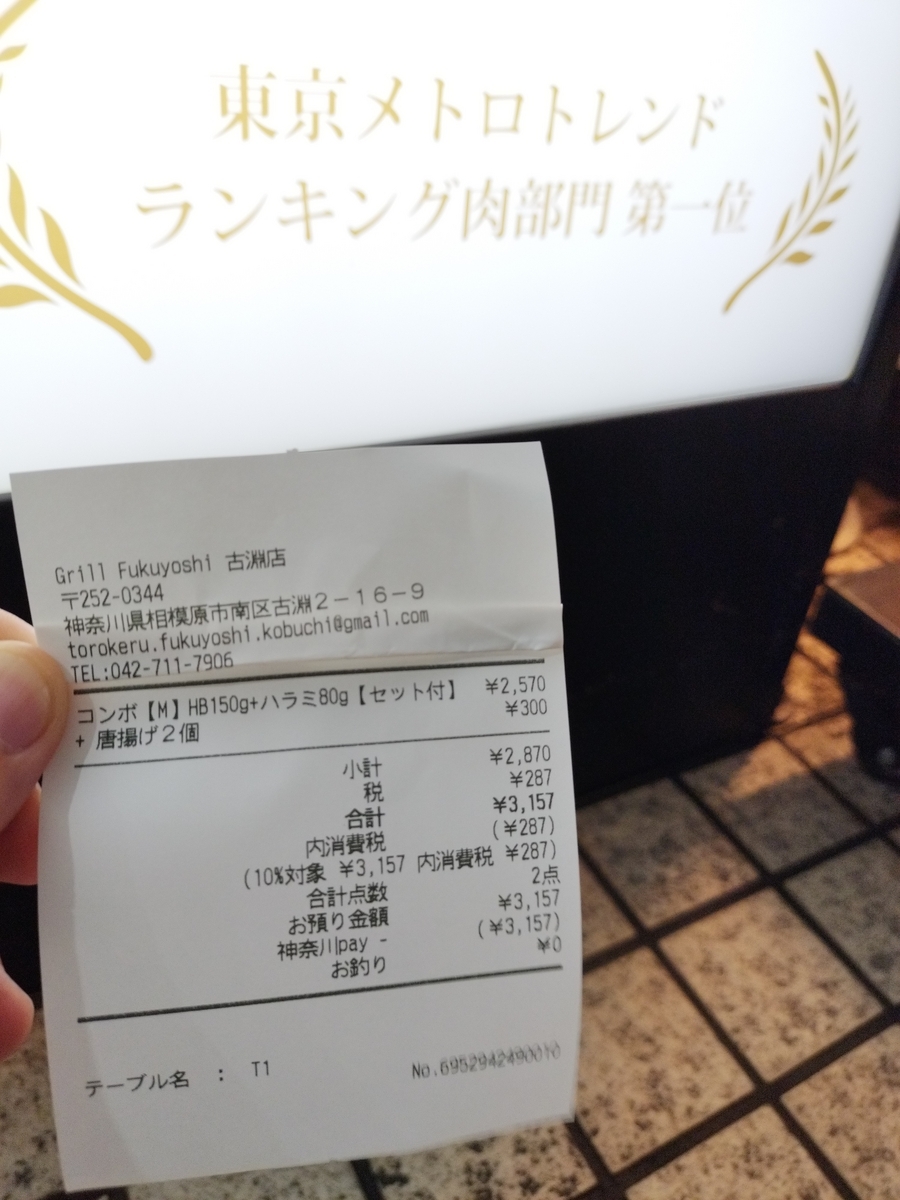 東京メトロトレンド
ランキング肉部門 第一位
Grill Fukuyoshi 古淵店
〒252-0344
神奈川県相模原市南区古淵２－１６－９
torokeru.fukuyoshi.kobuchi@gmail.com
TEL:042-711-7906
コンボ【M】HB150g+ハラミ80g【セット付】 ¥2,570
+ 唐揚げ２個 ¥300
小計 ¥2,870
税 ¥287
合計 ¥3,157
内消費税 (¥287)
(10%対象 ¥3,157 内消費税 ¥287)
合計点数 2点
お預り金額 ¥3,157
神奈川pay - (¥3,157)
お釣り ¥0
テーブル名 : T1
No.6952942490010